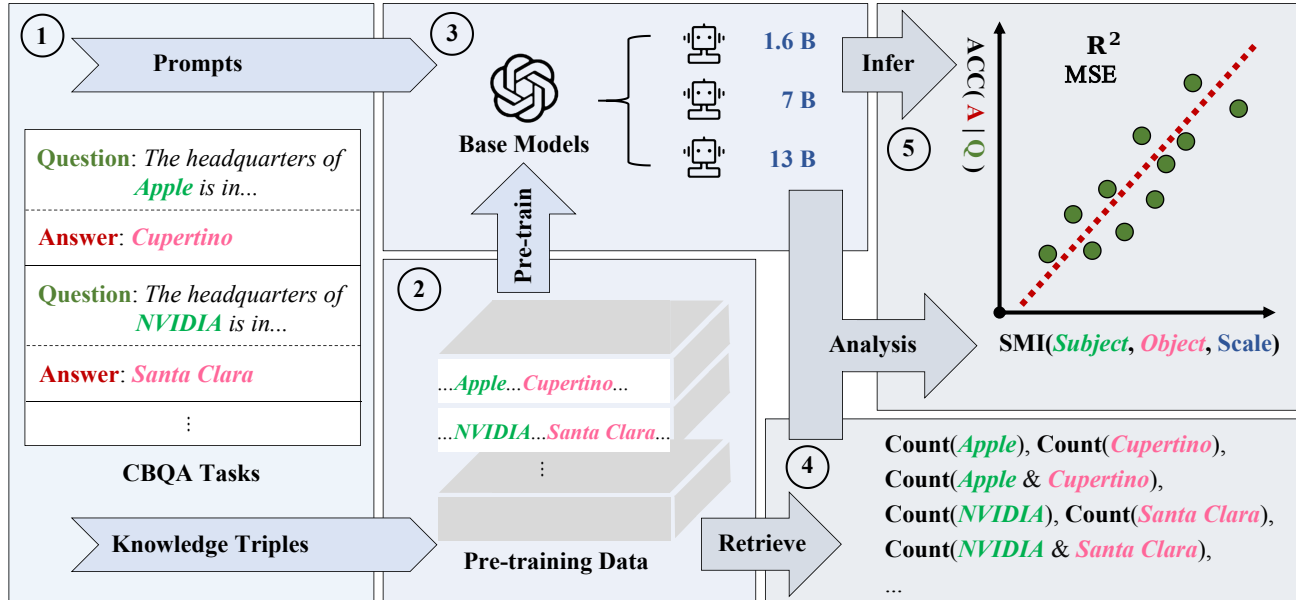 1
Prompts
Question: The headquarters of
Apple is in...
Answer: Cupertino
Question: The headquarters of
NVIDIA is in...
Answer: Santa Clara
⋮
CBQA Tasks
Knowledge Triples
2
...Apple...Cupertino...
...NVIDIA...Santa Clara...
⋮
Pre-training Data
Pre-train
3
Base Models
1.6 B
7 B
13 B
Retrieve
4
Count(Apple), Count(Cupertino),
Count(Apple & Cupertino),
Count(NVIDIA), Count(Santa Clara),
Count(NVIDIA & Santa Clara),
...
Infer
Analysis
5
R²
MSE
ACC( A | Q )
SMI(Subject, Object, Scale)